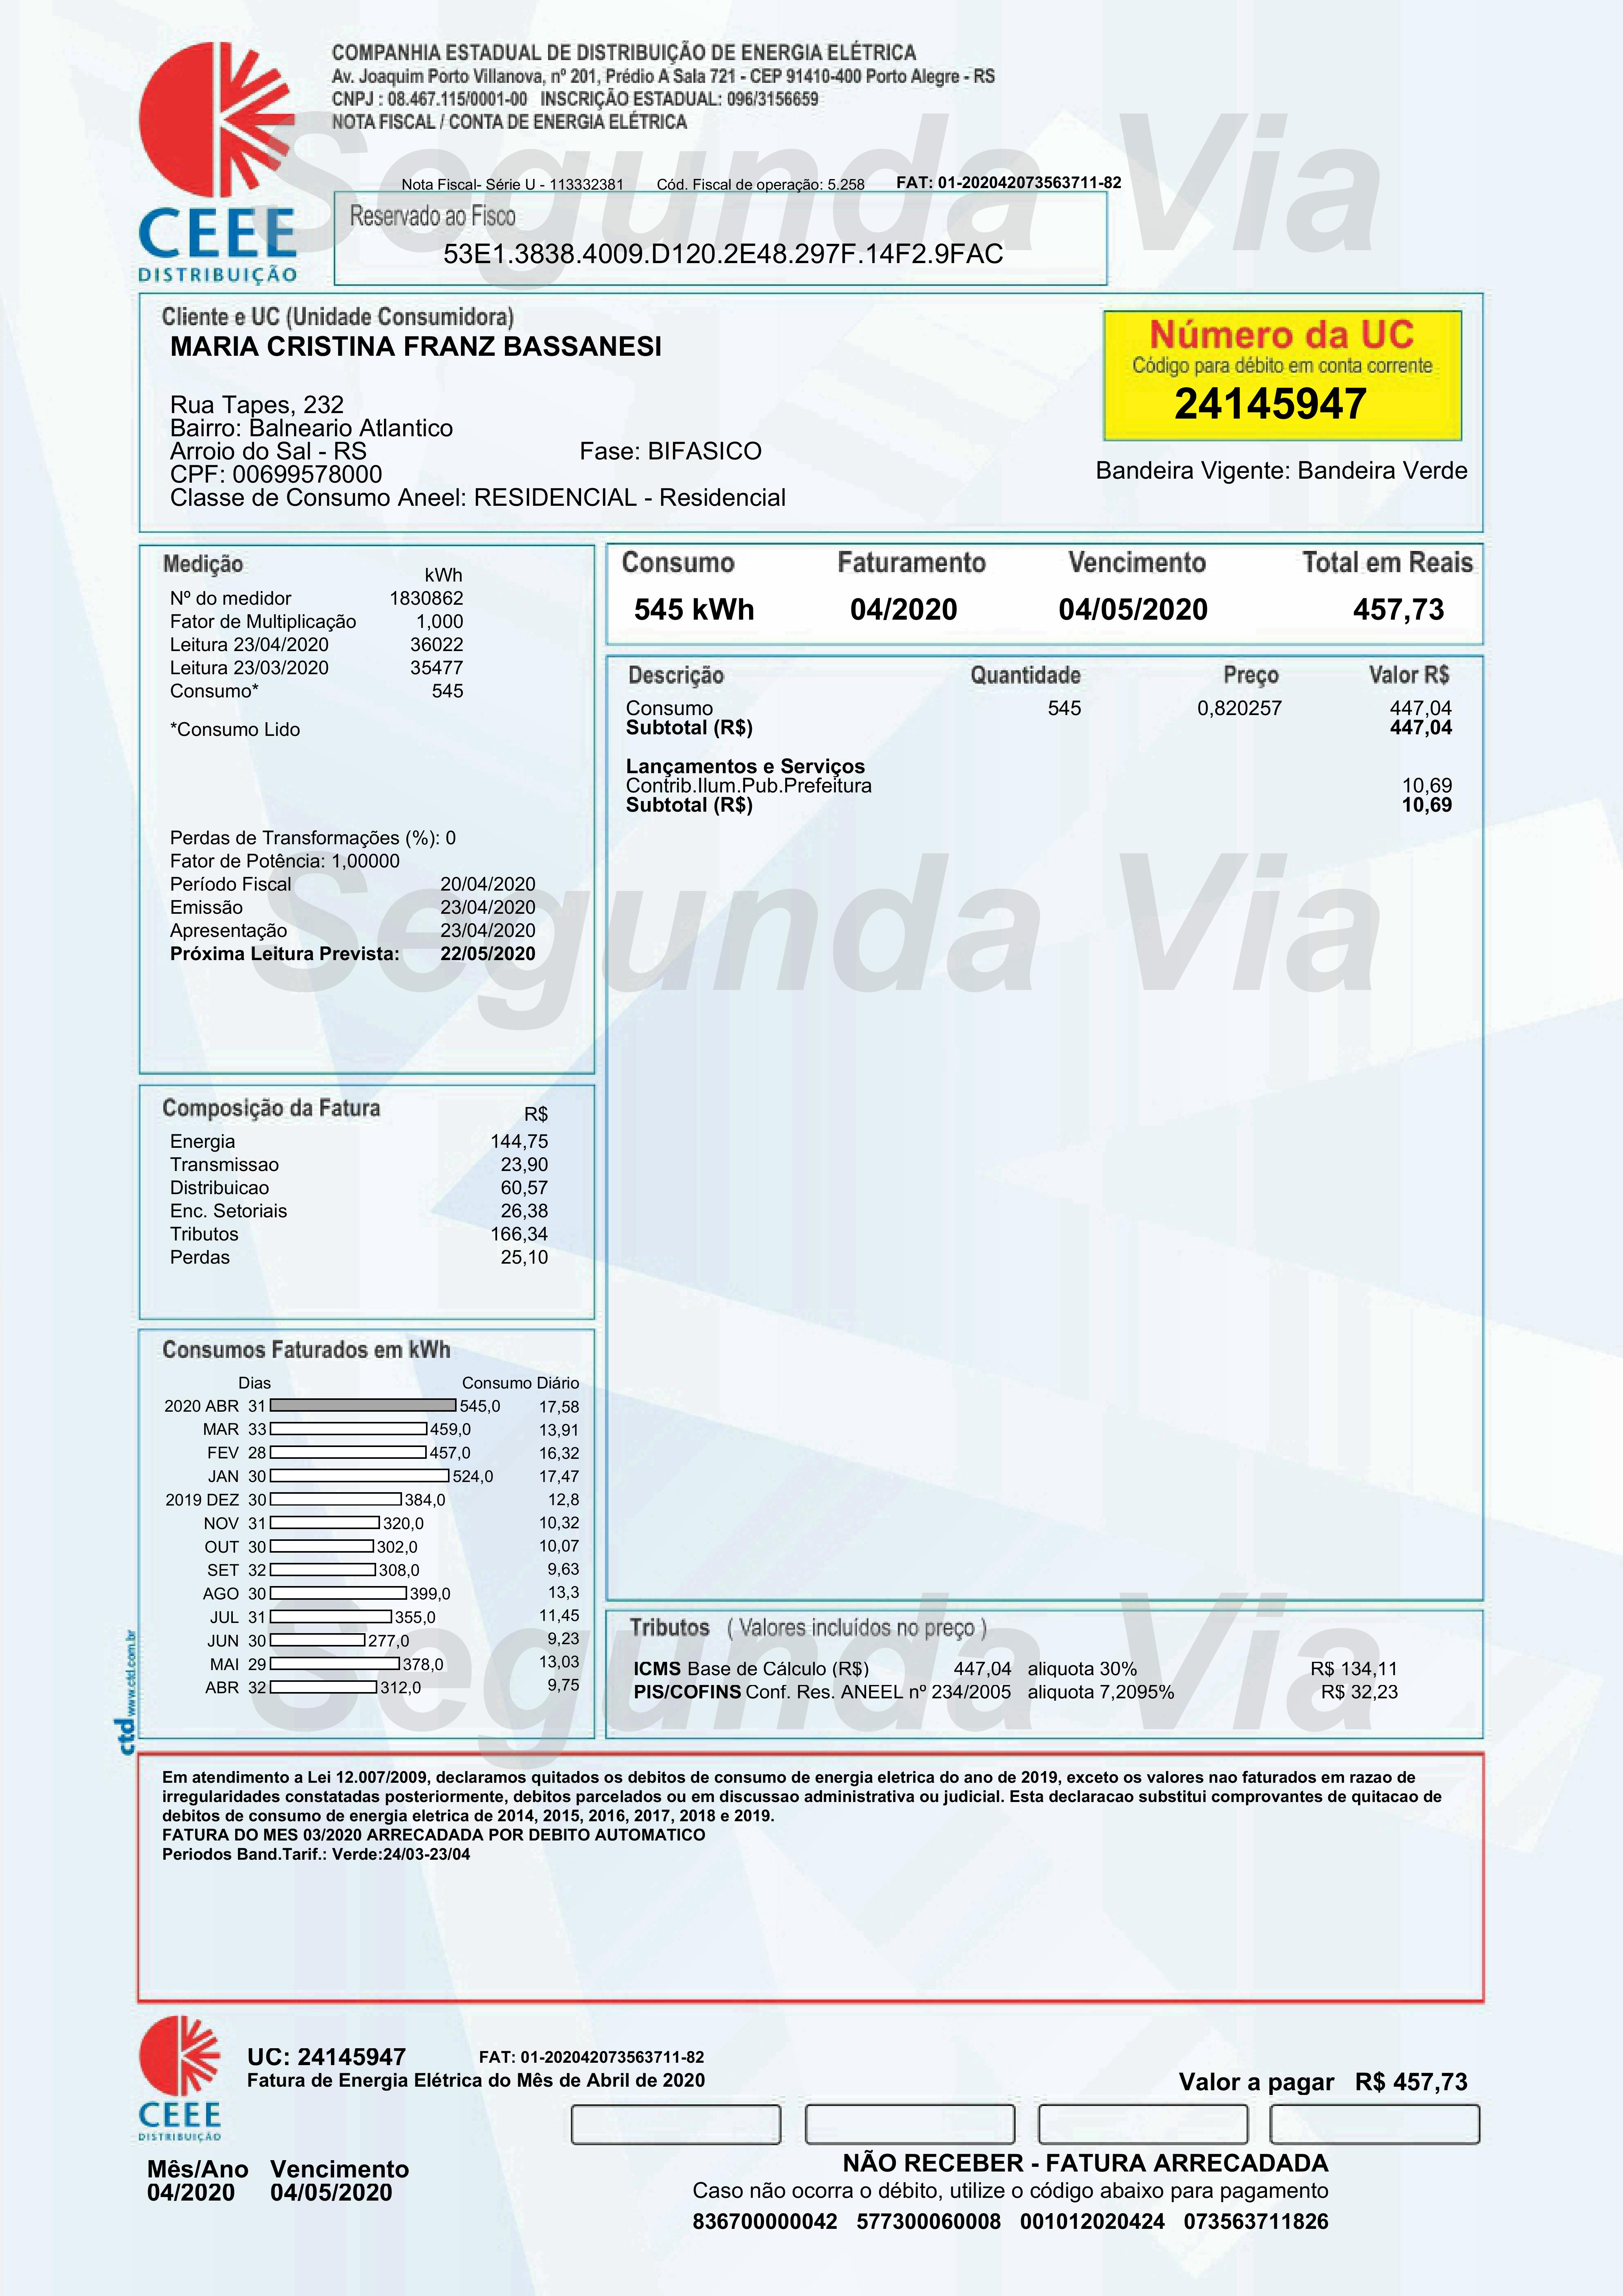 COMPANHIA ESTADUAL DE DISTRIBUIÇÃO DE ENERGIA ELÉTRICA
Av. Joaquim Porto Villanova, nº 201, Prédio A Sala 721 - CEP 91410-400 Porto Alegre - RS
CNPJ : 08.467.115/0001-00 INSCRIÇÃO ESTADUAL: 096/3156659
NOTA FISCAL / CONTA DE ENERGIA ELÉTRICA
Segunda Via
Nota Fiscal- Série U - 113332381 Cód. Fiscal de operação: 5.258 FAT: 01-202042073563711-82
CEEE
DISTRIBUIÇÃO
Reservado ao Fisco
53E1.3838.4009.D120.2E48.297F.14F2.9FAC
Cliente e UC (Unidade Consumidora)
MARIA CRISTINA FRANZ BASSANESI
Rua Tapes, 232
Bairro: Balneario Atlantico
Arroio do Sal - RS Fase: BIFASICO
CPF: 00699578000
Classe de Consumo Aneel: RESIDENCIAL - Residencial
Número da UC
Código para débito em conta corrente
24145947
Bandeira Vigente: Bandeira Verde
Medição
kWh
Nº do medidor 1830862
Fator de Multiplicação 1,000
Leitura 23/04/2020 36022
Leitura 23/03/2020 35477
Consumo* 545
*Consumo Lido
Perdas de Transformações (%): 0
Fator de Potência: 1,00000
Período Fiscal 20/04/2020
Emissão 23/04/2020
Apresentação 23/04/2020
Próxima Leitura Prevista: 22/05/2020
Consumo Faturamento Vencimento Total em Reais
545 kWh 04/2020 04/05/2020 457,73
Descrição Quantidade Preço Valor R$
Consumo 545 0,820257 447,04
Subtotal (R$) 447,04
Lançamentos e Serviços
Contrib.Ilum.Pub.Prefeitura 10,69
Subtotal (R$) 10,69
Segunda Via
Composição da Fatura R$
Energia 144,75
Transmissao 23,90
Distribuicao 60,57
Enc. Setoriais 26,38
Tributos 166,34
Perdas 25,10
Consumos Faturados em kWh
Dias Consumo Diário
2020 ABR 31 545,0 17,58
MAR 33 459,0 13,91
FEV 28 457,0 16,32
JAN 30 524,0 17,47
2019 DEZ 30 384,0 12,8
NOV 31 320,0 10,32
OUT 30 302,0 10,07
SET 32 308,0 9,63
AGO 30 399,0 13,3
JUL 31 355,0 11,45
JUN 30 277,0 9,23
MAI 29 378,0 13,03
ABR 32 312,0 9,75
ctd www.ctd.com.br
Segunda Via
Tributos ( Valores incluídos no preço )
ICMS Base de Cálculo (R$) 447,04 aliquota 30% R$ 134,11
PIS/COFINS Conf. Res. ANEEL nº 234/2005 aliquota 7,2095% R$ 32,23
Em atendimento a Lei 12.007/2009, declaramos quitados os debitos de consumo de energia eletrica do ano de 2019, exceto os valores nao faturados em razao de
irregularidades constatadas posteriormente, debitos parcelados ou em discussao administrativa ou judicial. Esta declaracao substitui comprovantes de quitacao de
debitos de consumo de energia eletrica de 2014, 2015, 2016, 2017, 2018 e 2019.
FATURA DO MES 03/2020 ARRECADADA POR DEBITO AUTOMATICO
Periodos Band.Tarif.: Verde:24/03-23/04
CEEE
DISTRIBUIÇÃO
UC: 24145947 FAT: 01-202042073563711-82
Fatura de Energia Elétrica do Mês de Abril de 2020
Valor a pagar R$ 457,73
Mês/Ano Vencimento
04/2020 04/05/2020
NÃO RECEBER - FATURA ARRECADADA
Caso não ocorra o débito, utilize o código abaixo para pagamento
836700000042 577300060008 001012020424 073563711826